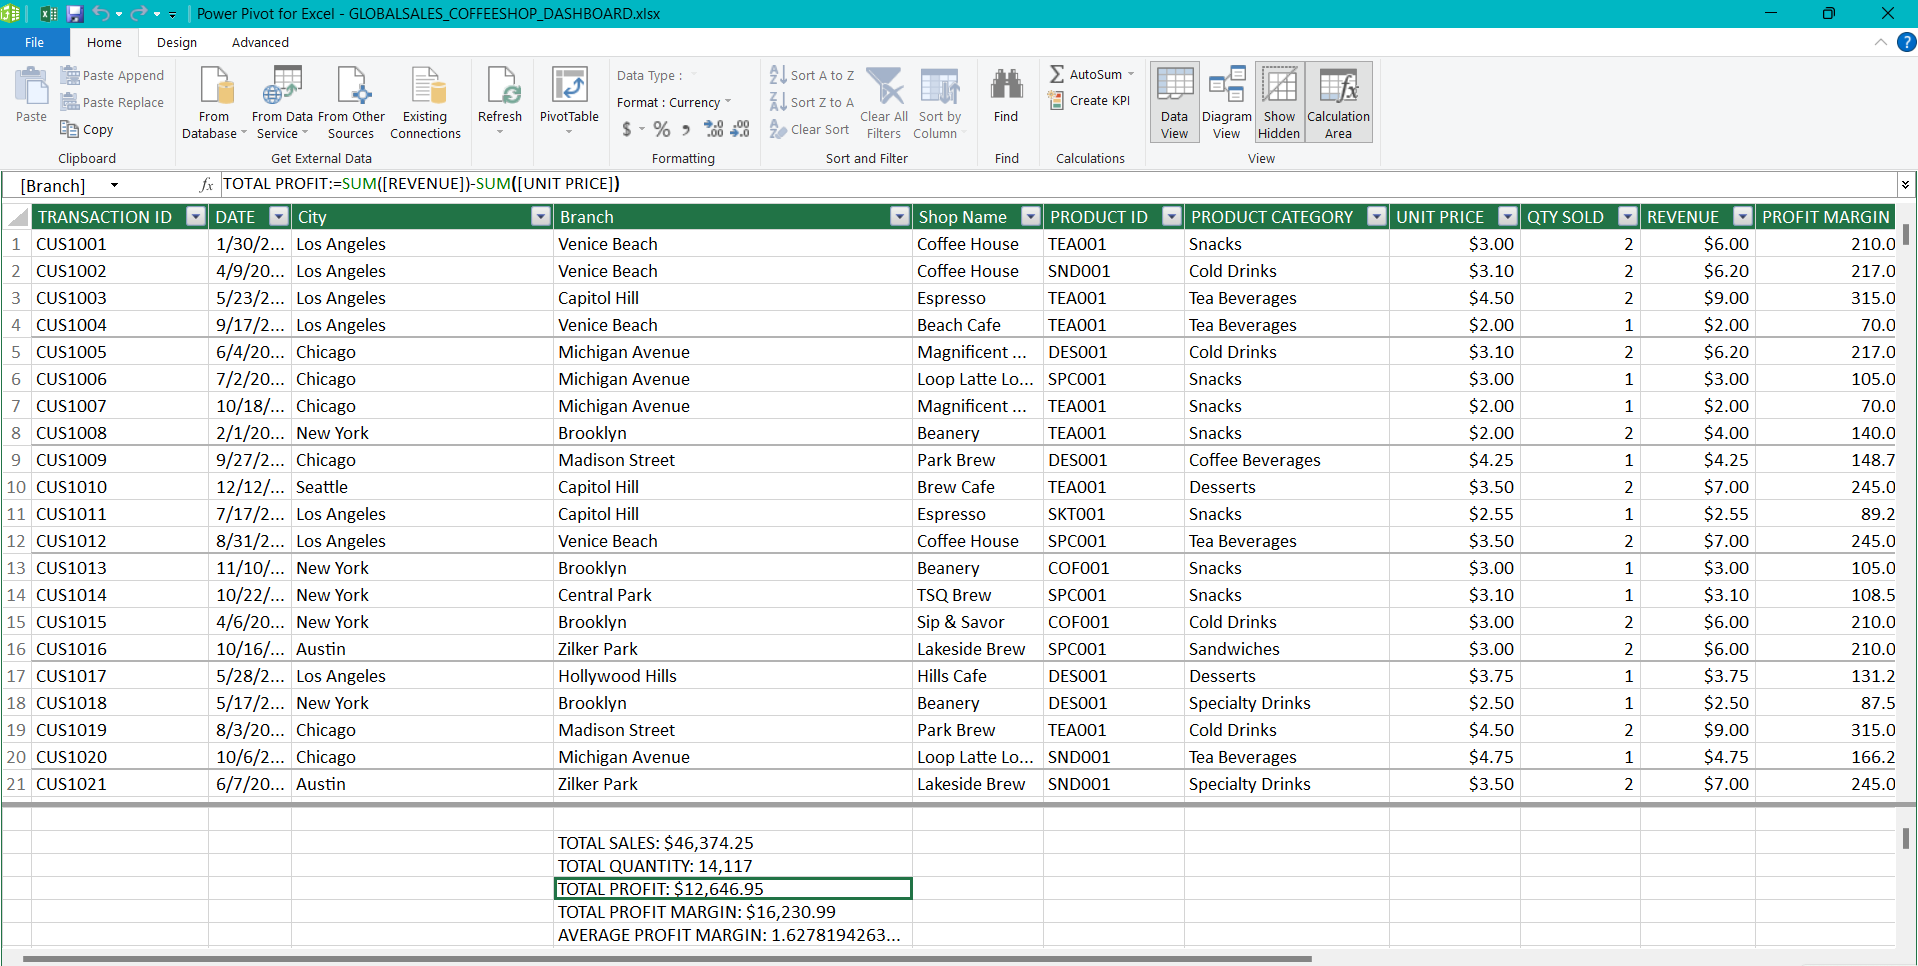 Power Pivot for Excel - GLOBALSALES_COFFEESHOP_DASHBOARD.xlsx
File Home Design Advanced
Paste
Paste Append
Paste Replace
Copy
Clipboard
From Database
From Data Service
From Other Sources
Existing Connections
Get External Data
Refresh
PivotTable
Data Type :
Format : Currency
$ % ,
Formatting
Sort A to Z
Sort Z to A
Clear Sort
Clear All Filters
Sort by Column
Sort and Filter
Find
Find
AutoSum
Create KPI
Calculations
Data View
Diagram View
Show Hidden
Calculation Area
View
[Branch] fx TOTAL PROFIT:=SUM([REVENUE])-SUM([UNIT PRICE])
TRANSACTION ID DATE City Branch Shop Name PRODUCT ID PRODUCT CATEGORY UNIT PRICE QTY SOLD REVENUE PROFIT MARGIN
1 CUS1001 1/30/2... Los Angeles Venice Beach Coffee House TEA001 Snacks $3.00 2 $6.00 210.0
2 CUS1002 4/9/20... Los Angeles Venice Beach Coffee House SND001 Cold Drinks $3.10 2 $6.20 217.0
3 CUS1003 5/23/2... Los Angeles Capitol Hill Espresso TEA001 Tea Beverages $4.50 2 $9.00 315.0
4 CUS1004 9/17/2... Los Angeles Venice Beach Beach Cafe TEA001 Tea Beverages $2.00 1 $2.00 70.0
5 CUS1005 6/4/20... Chicago Michigan Avenue Magnificent ... DES001 Cold Drinks $3.10 2 $6.20 217.0
6 CUS1006 7/2/20... Chicago Michigan Avenue Loop Latte Lo... SPC001 Snacks $3.00 1 $3.00 105.0
7 CUS1007 10/18/... Chicago Michigan Avenue Magnificent ... TEA001 Snacks $2.00 1 $2.00 70.0
8 CUS1008 2/1/20... New York Brooklyn Beanery TEA001 Snacks $2.00 2 $4.00 140.0
9 CUS1009 9/27/2... Chicago Madison Street Park Brew DES001 Coffee Beverages $4.25 1 $4.25 148.7
10 CUS1010 12/12/... Seattle Capitol Hill Brew Cafe TEA001 Desserts $3.50 2 $7.00 245.0
11 CUS1011 7/17/2... Los Angeles Capitol Hill Espresso SKT001 Snacks $2.55 1 $2.55 89.2
12 CUS1012 8/31/2... Los Angeles Venice Beach Coffee House SPC001 Tea Beverages $3.50 2 $7.00 245.0
13 CUS1013 11/10/... New York Brooklyn Beanery COF001 Snacks $3.00 1 $3.00 105.0
14 CUS1014 10/22/... New York Central Park TSQ Brew SPC001 Snacks $3.10 1 $3.10 108.5
15 CUS1015 4/6/20... New York Brooklyn Sip & Savor COF001 Cold Drinks $3.00 2 $6.00 210.0
16 CUS1016 10/16/... Austin Zilker Park Lakeside Brew SPC001 Sandwiches $3.00 2 $6.00 210.0
17 CUS1017 5/28/2... Los Angeles Hollywood Hills Hills Cafe DES001 Desserts $3.75 1 $3.75 131.2
18 CUS1018 5/17/2... New York Brooklyn Beanery DES001 Specialty Drinks $2.50 1 $2.50 87.5
19 CUS1019 8/3/20... Chicago Madison Street Park Brew TEA001 Cold Drinks $4.50 2 $9.00 315.0
20 CUS1020 10/6/2... Chicago Michigan Avenue Loop Latte Lo... SND001 Tea Beverages $4.75 1 $4.75 166.2
21 CUS1021 6/7/20... Austin Zilker Park Lakeside Brew SND001 Specialty Drinks $3.50 2 $7.00 245.0
TOTAL SALES: $46,374.25
TOTAL QUANTITY: 14,117
TOTAL PROFIT: $12,646.95
TOTAL PROFIT MARGIN: $16,230.99
AVERAGE PROFIT MARGIN: 1.6278194263...